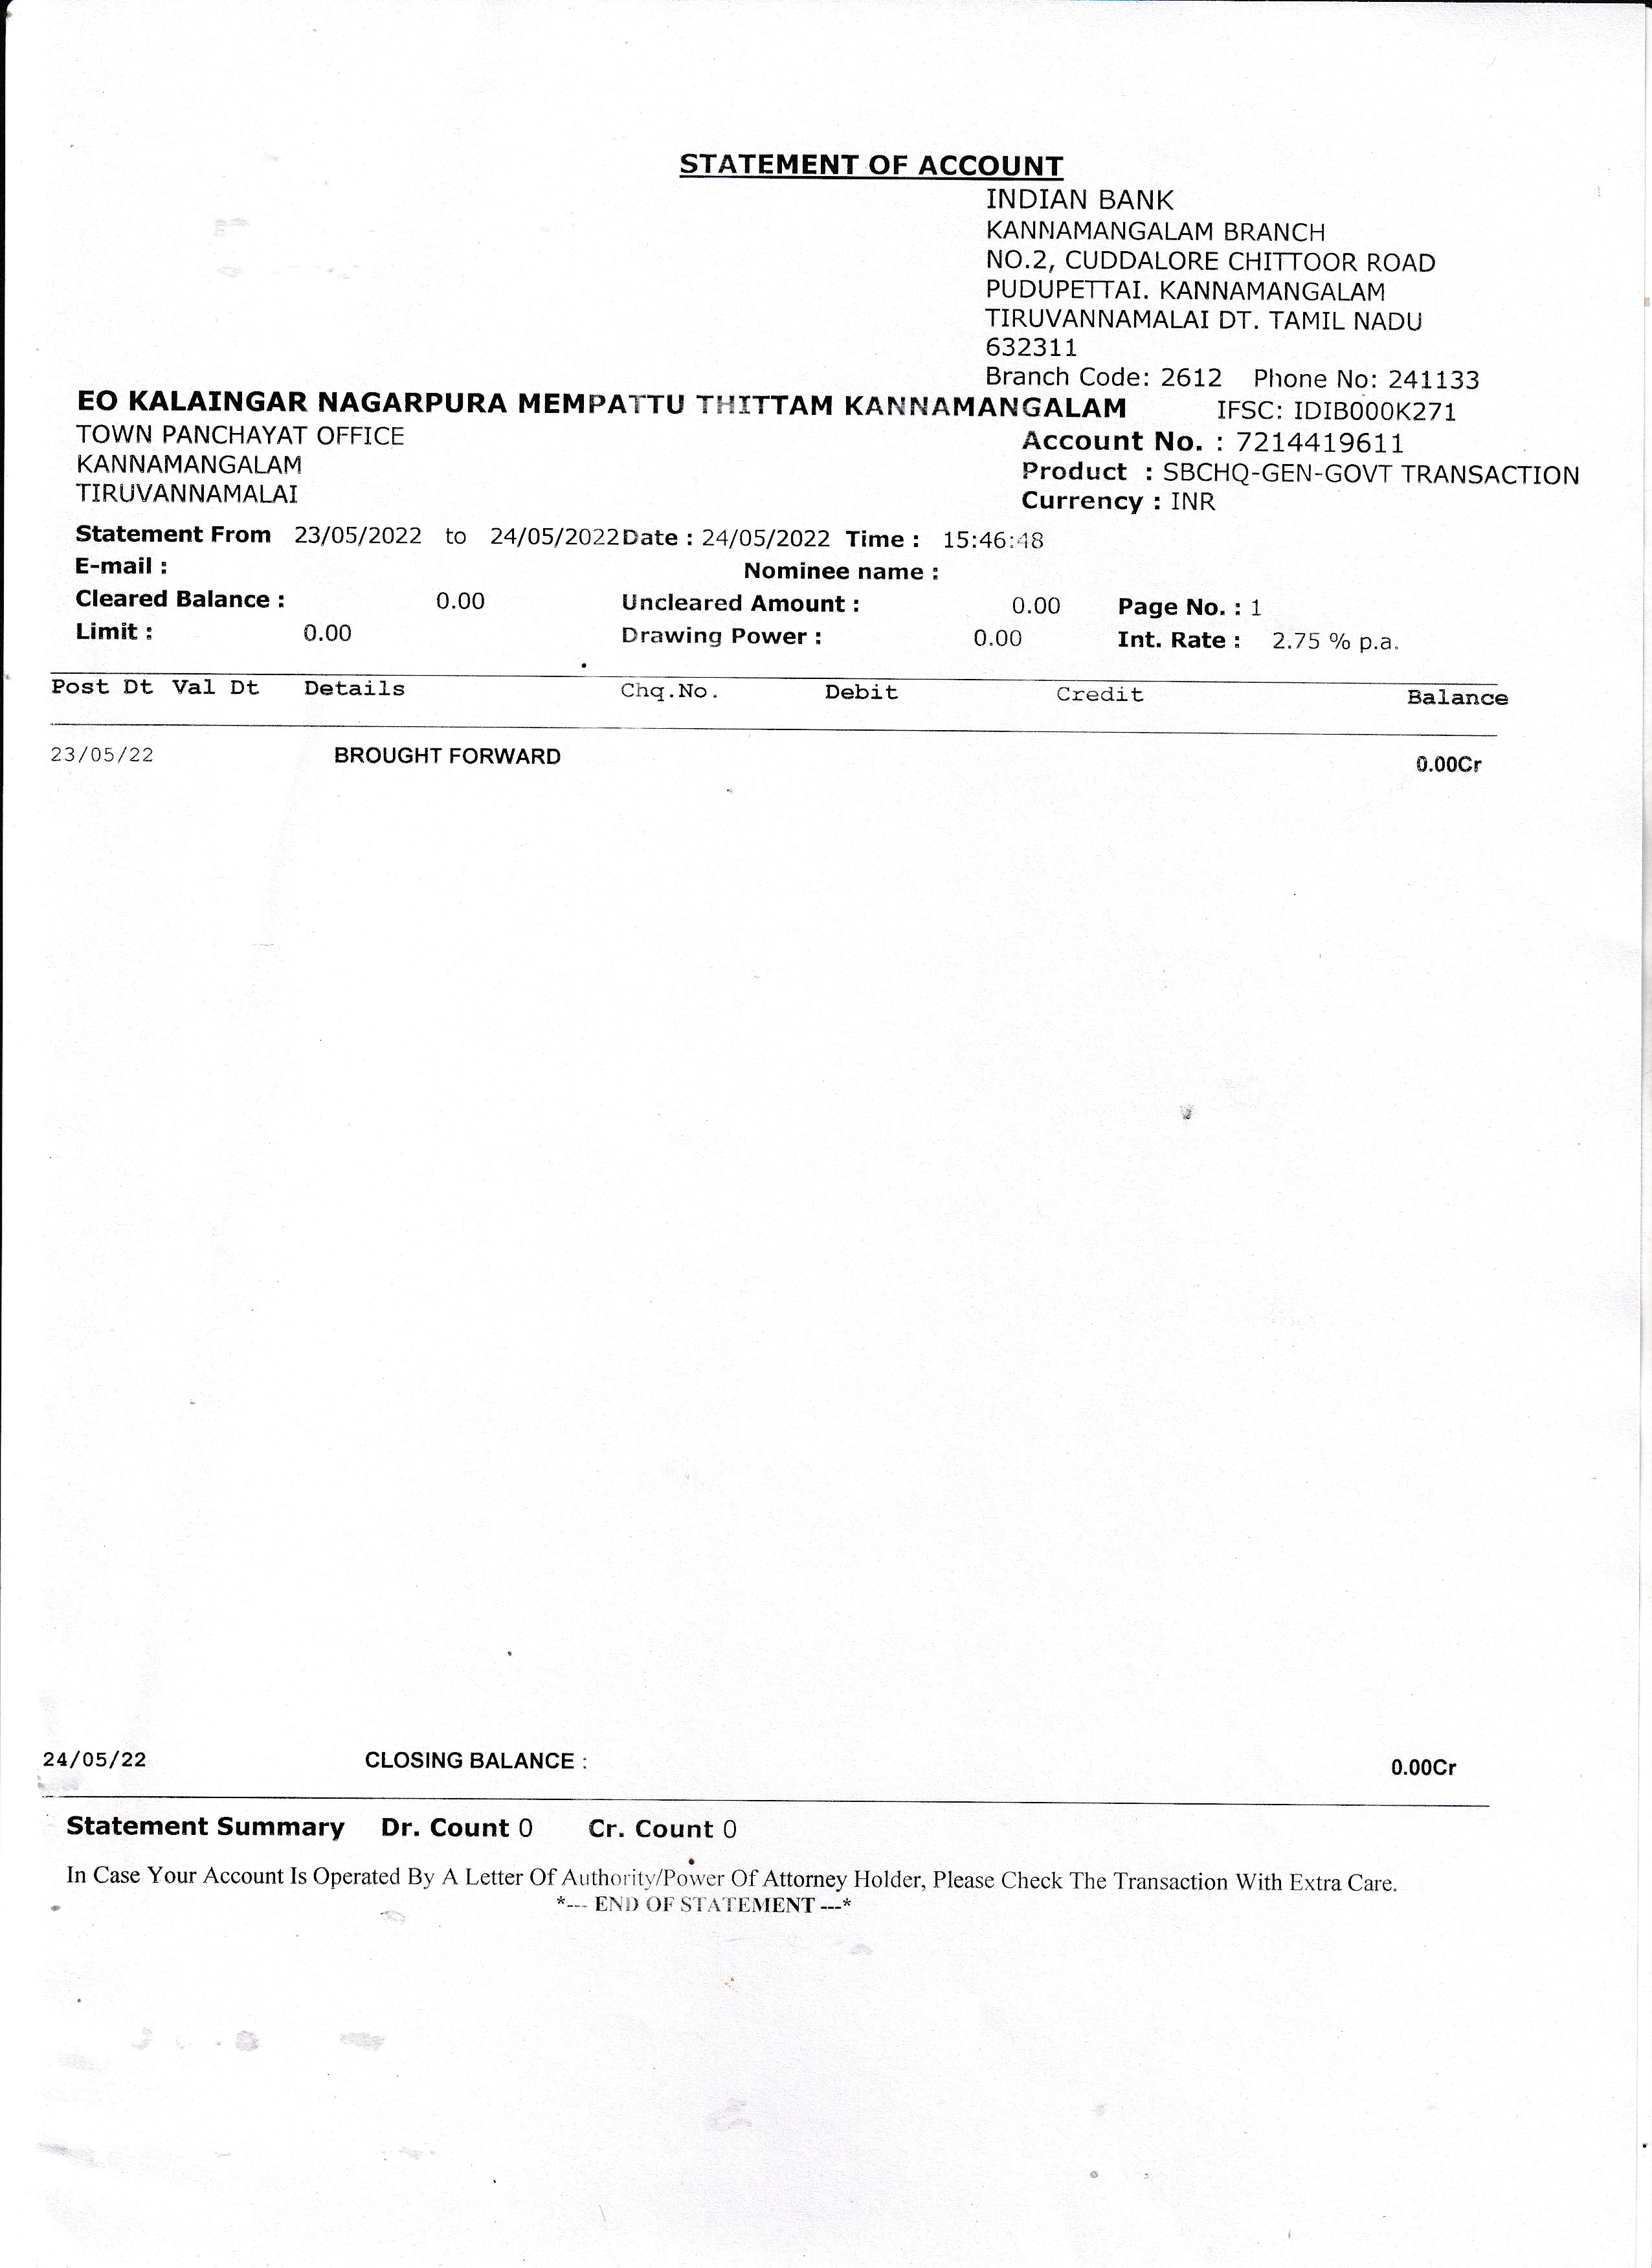 STATEMENT OF ACCOUNT
INDIAN BANK
KANNAMANGALAM BRANCH
NO.2, CUDDALORE CHITTOOR ROAD
PUDUPETTAI. KANNAMANGALAM
TIRUVANNAMALAI DT. TAMIL NADU
632311
Branch Code: 2612 Phone No: 241133
EO KALAINGAR NAGARPURA MEMPATTU THITTAM KANNAMANGALAM IFSC: IDIB000K271
TOWN PANCHAYAT OFFICE Account No. : 7214419611
KANNAMANGALAM Product : SBCHQ-GEN-GOVT TRANSACTION
TIRUVANNAMALAI Currency : INR
Statement From 23/05/2022 to 24/05/2022 Date : 24/05/2022 Time : 15:46:48
E-mail : Nominee name :
Cleared Balance : 0.00 Uncleared Amount : 0.00 Page No. : 1
Limit : 0.00 Drawing Power : 0.00 Int. Rate : 2.75 % p.a.
Post Dt Val Dt Details Chq.No. Debit Credit Balance
23/05/22 BROUGHT FORWARD 0.00Cr
24/05/22 CLOSING BALANCE : 0.00Cr
Statement Summary Dr. Count 0 Cr. Count 0
In Case Your Account Is Operated By A Letter Of Authority/Power Of Attorney Holder, Please Check The Transaction With Extra Care.
*--- END OF STATEMENT ---*